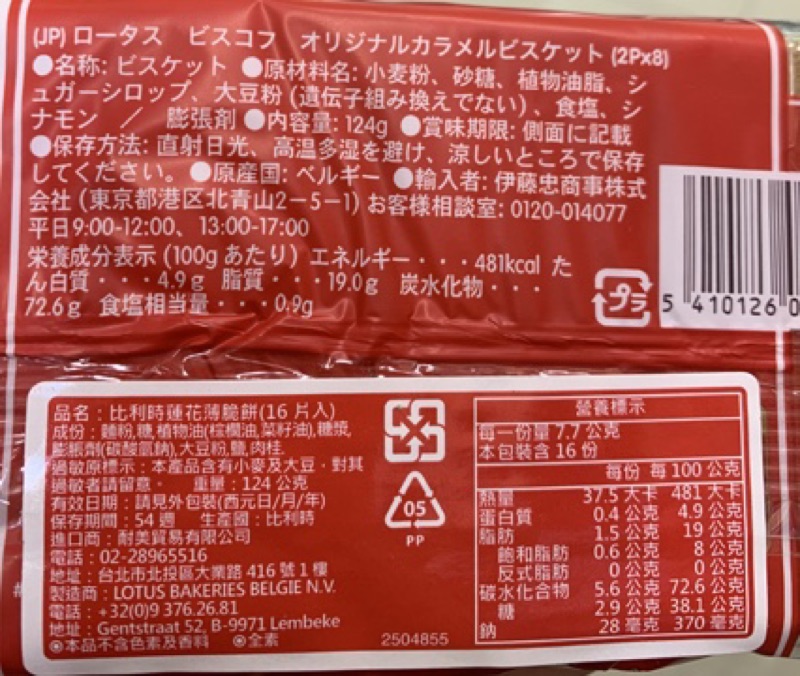 (JP) ロータス ビスコフ オリジナルカラメルビスケット (2Px8)
●名称: ビスケット ●原材料名: 小麦粉、砂糖、植物油脂、シ
ュガーシロップ、大豆粉 (遺伝子組み換えでない)、食塩、シ
ナモン ／ 膨張剤 ●内容量: 124g ●賞味期限: 側面に記載
●保存方法: 直射日光、高温多湿を避け、涼しいところで保存
してください。 ●原産国: ベルギー ●輸入者: 伊藤忠商事株式
会社 (東京都港区北青山2-5-1) お客様相談室: 0120-014077
平日9:00-12:00、13:00-17:00
栄養成分表示 (100g あたり) エネルギー・・・481kcal た
ん白質・・・4.9g 脂質・・・19.0g 炭水化物・・・
72.6g 食塩相当量・・・0.9g
プラ
5 410126 0
品名：比利時蓮花薄脆餅(16 片入)
成份：麵粉,糖,植物油(棕櫚油,菜籽油),糖漿,
膨脹劑(碳酸氫鈉),大豆粉,鹽,肉桂.
過敏原標示：本產品含有小麥及大豆，對其
過敏者請留意。 重量：124 公克
有效日期：請見外包裝(西元日/月/年)
保存期間：54 週 生產國：比利時
進口商：耐美貿易有限公司
電話：02-28965516
地址：台北市北投區大業路 416 號 1 樓
製造商：LOTUS BAKERIES BELGIE N.V.
電話：+32(0)9 376.26.81
地址：Gentstraat 52, B-9971 Lembeke
◉本品不含色素及香料 ◉全素
2504855
05
PP
營養標示
每一份量 7.7 公克
本包裝含 16 份
每份 每 100 公克
熱量 37.5 大卡 481 大卡
蛋白質 0.4 公克 4.9 公克
脂肪 1.5 公克 19 公克
飽和脂肪 0.6 公克 8 公克
反式脂肪 0 公克 0 公克
碳水化合物 5.6 公克 72.6 公克
糖 2.9 公克 38.1 公克
鈉 28 毫克 370 毫克